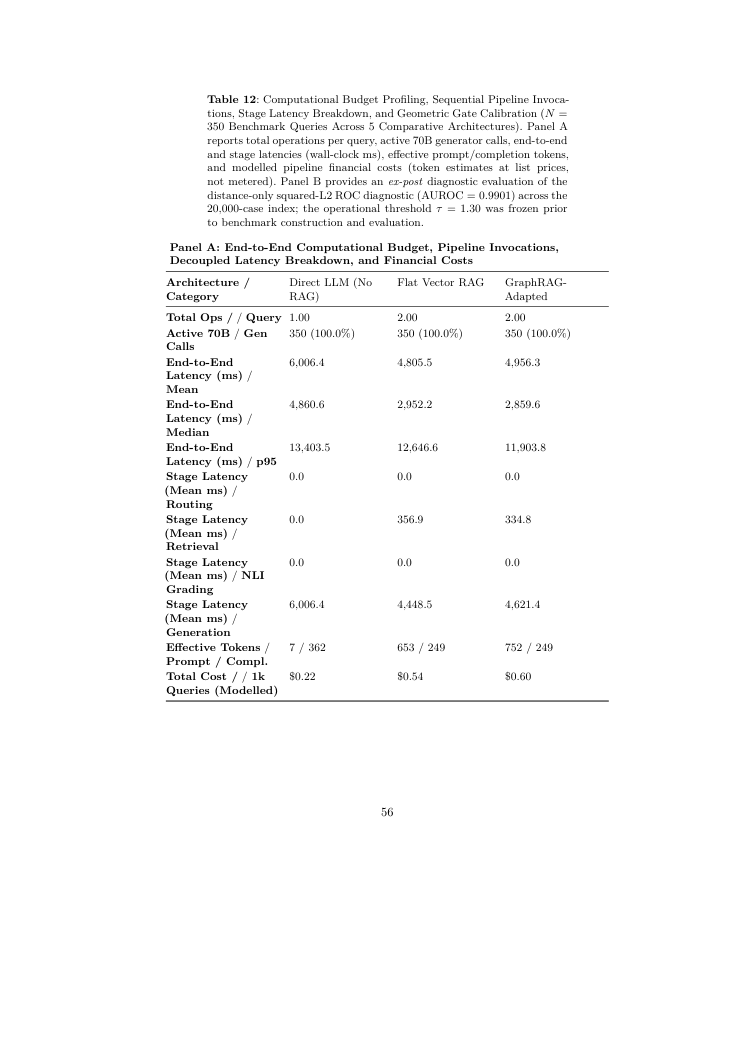 Table 12: Computational Budget Profiling, Sequential Pipeline Invoca-
tions, Stage Latency Breakdown, and Geometric Gate Calibration (N =
350 Benchmark Queries Across 5 Comparative Architectures). Panel A
reports total operations per query, active 70B generator calls, end-to-end
and stage latencies (wall-clock ms), effective prompt/completion tokens,
and modelled pipeline financial costs (token estimates at list prices,
not metered). Panel B provides an ex-post diagnostic evaluation of the
distance-only squared-L2 ROC diagnostic (AUROC = 0.9901) across the
20,000-case index; the operational threshold τ = 1.30 was frozen prior
to benchmark construction and evaluation.
Panel A: End-to-End Computational Budget, Pipeline Invocations,
Decoupled Latency Breakdown, and Financial Costs
Architecture / Direct LLM (No Flat Vector RAG GraphRAG-
Category RAG) Adapted
Total Ops / / Query 1.00 2.00 2.00
Active 70B / Gen 350 (100.0%) 350 (100.0%) 350 (100.0%)
Calls
End-to-End 6,006.4 4,805.5 4,956.3
Latency (ms) /
Mean
End-to-End 4,860.6 2,952.2 2,859.6
Latency (ms) /
Median
End-to-End 13,403.5 12,646.6 11,903.8
Latency (ms) / p95
Stage Latency 0.0 0.0 0.0
(Mean ms) /
Routing
Stage Latency 0.0 356.9 334.8
(Mean ms) /
Retrieval
Stage Latency 0.0 0.0 0.0
(Mean ms) / NLI
Grading
Stage Latency 6,006.4 4,448.5 4,621.4
(Mean ms) /
Generation
Effective Tokens / 7 / 362 653 / 249 752 / 249
Prompt / Compl.
Total Cost / / 1k $0.22 $0.54 $0.60
Queries (Modelled)
56